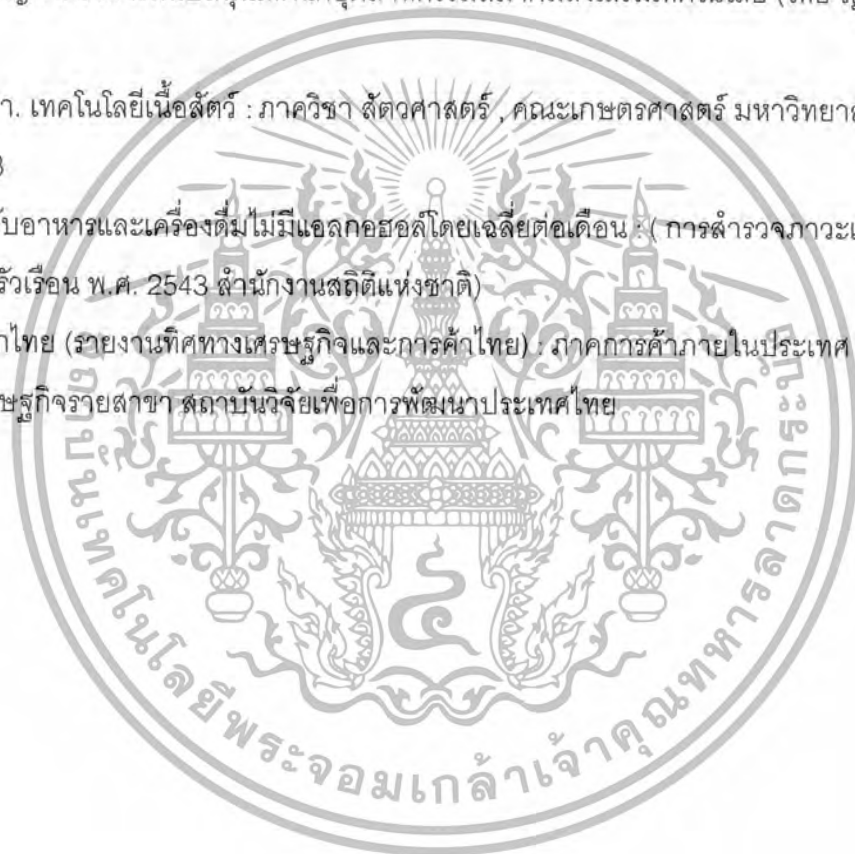 า. เทคโนโลยีเนื้อสัตว์ : ภาควิชา สัตวศาสตร์ , คณะเกษตรศาสตร์ มหาวิทยาล
บอาหารและเครื่องดื่มไม่มีแอลกอฮอล์โดยเฉลี่ยต่อเดือน : ( การสำรวจภาวะเ
รัวเรือน พ.ศ. 2543 สำนักงานสถิติแห่งชาติ)
าไทย (รายงานทิศทางเศรษฐกิจและการค้าไทย) : ภาคการค้าภายในประเทศ
ษฐกิจรายสาขา สถาบันวิจัยเพื่อการพัฒนาประเทศไทย
สถาบันเทคโนโลยีพระจอมเกล้าเจ้าคุณทหารลาดกระบัง